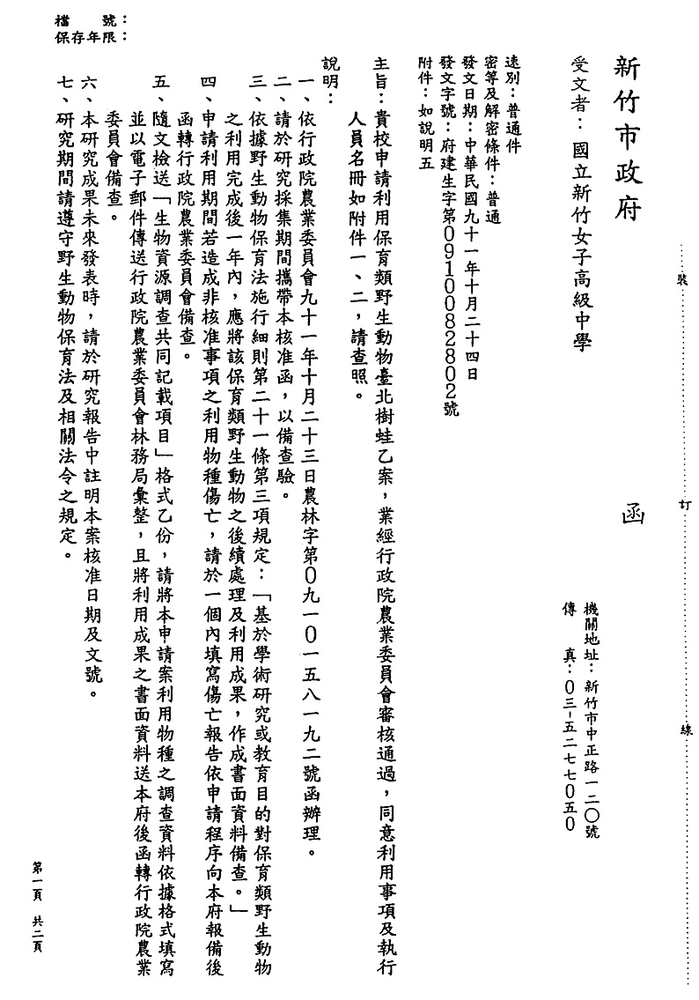 檔　　號：
保存年限：
裝
訂
線
新竹市政府　函
機關地址：新竹市中正路一二〇號
傳　　真：03-五二七七0五0
受文者：國立新竹女子高級中學
速別：普通件
密等及解密條件：普通
發文日期：中華民國九十一年十月二十四日
發文字號：府建生字第0910082802號
附件：如說明五
主旨：貴校申請利用保育類野生動物臺北樹蛙乙案，業經行政院農業委員會審核通過，同意利用事項及執行
人員名冊如附件一、二，請查照。
說明：
一、依行政院農業委員會九十一年十月二十三日農林字第0九一0一五八一九二號函辦理。
二、請於研究採集期間攜帶本核准函，以備查驗。
三、依據野生動物保育法施行細則第二十一條第三項規定：「基於學術研究或教育目的對保育類野生動物
之利用完成後一年內，應將該保育類野生動物之後續處理及利用成果，作成書面資料備查。」
四、申請利用期間若造成非核准事項之利用物種傷亡，請於一個內填寫傷亡報告依申請程序向本府報備後
函轉行政院農業委員會備查。
五、隨文檢送「生物資源調查共同記載項目」格式乙份，請將本申請案利用物種之調查資料依據格式填寫
並以電子郵件傳送行政院農業委員會林務局彙整，且將利用成果之書面資料送本府後函轉行政院農業
委員會備查。
六、本研究成果未來發表時，請於研究報告中註明本案核准日期及文號。
七、研究期間請遵守野生動物保育法及相關法令之規定。
第一頁　共二頁